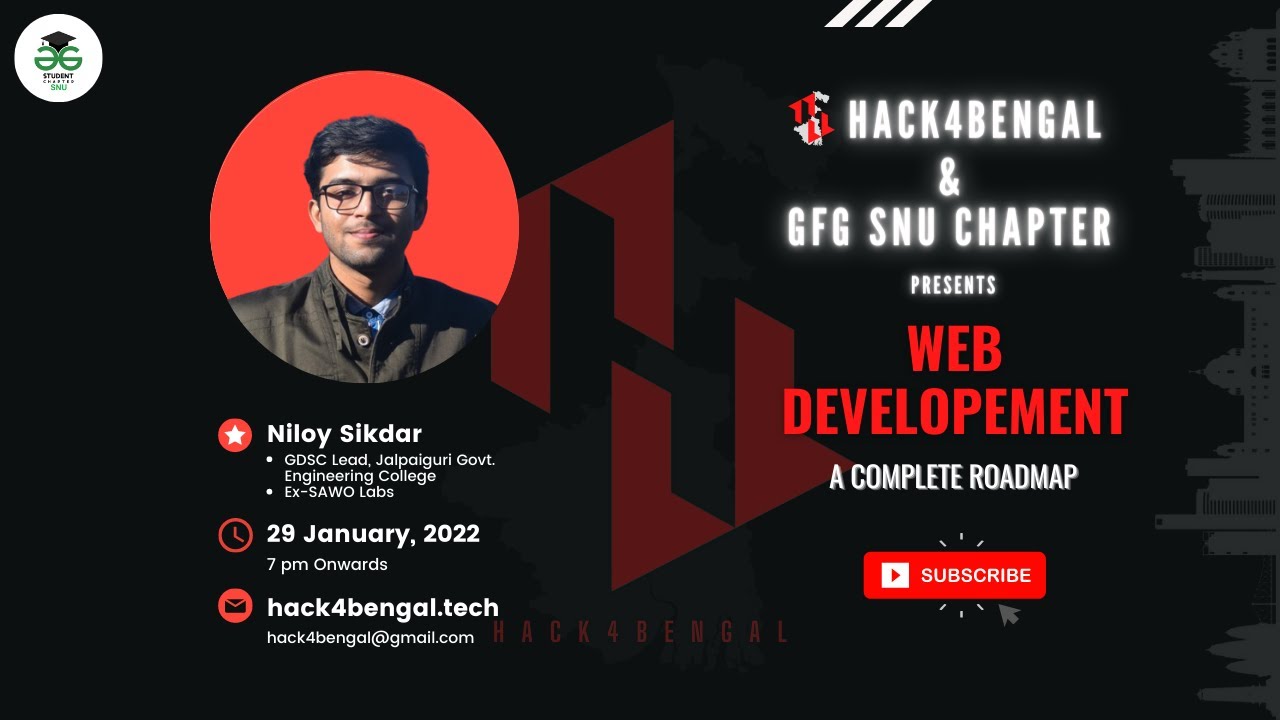 STUDENT
CHAPTER
SNU
HACK4BENGAL
&
GFG SNU CHAPTER
PRESENTS
WEB
DEVELOPEMENT
A COMPLETE ROADMAP
SUBSCRIBE
Niloy Sikdar
• GDSC Lead, Jalpaiguri Govt.
Engineering College
• Ex-SAWO Labs
29 January, 2022
7 pm Onwards
hack4bengal.tech
hack4bengal@gmail.com
HACK4BENGAL